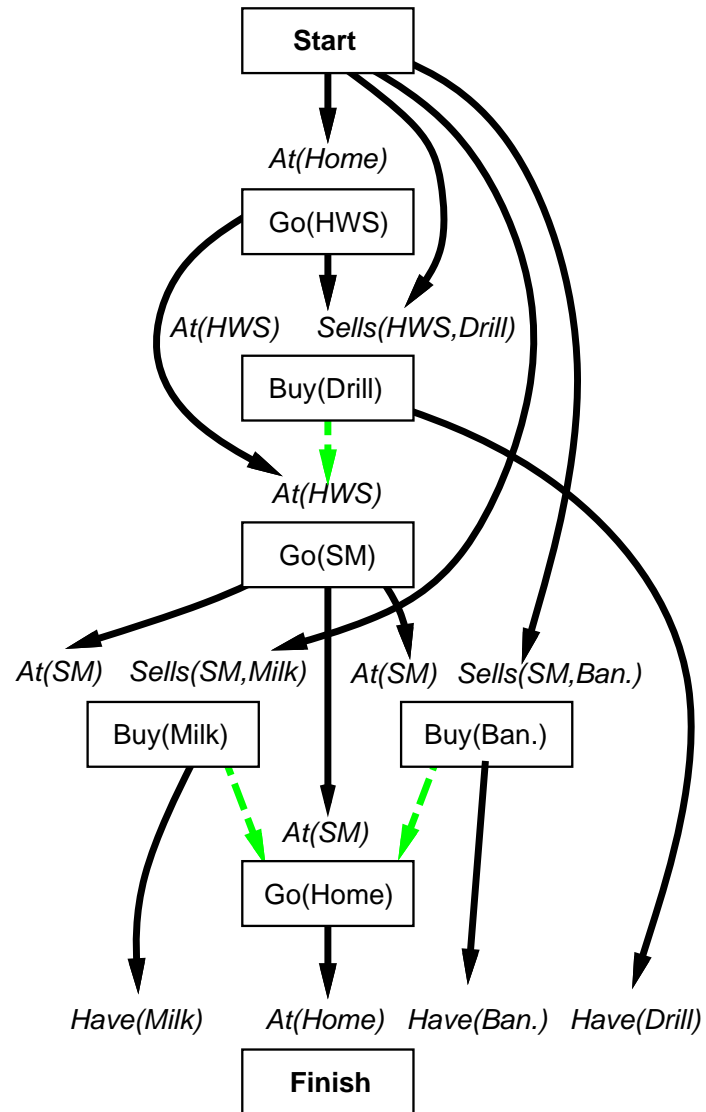 Start
At(Home)
Go(HWS)
At(HWS) Sells(HWS,Drill)
Buy(Drill)
At(HWS)
Go(SM)
At(SM) Sells(SM,Milk) At(SM) Sells(SM,Ban.)
Buy(Milk) Buy(Ban.)
At(SM)
Go(Home)
Have(Milk) At(Home) Have(Ban.) Have(Drill)
Finish